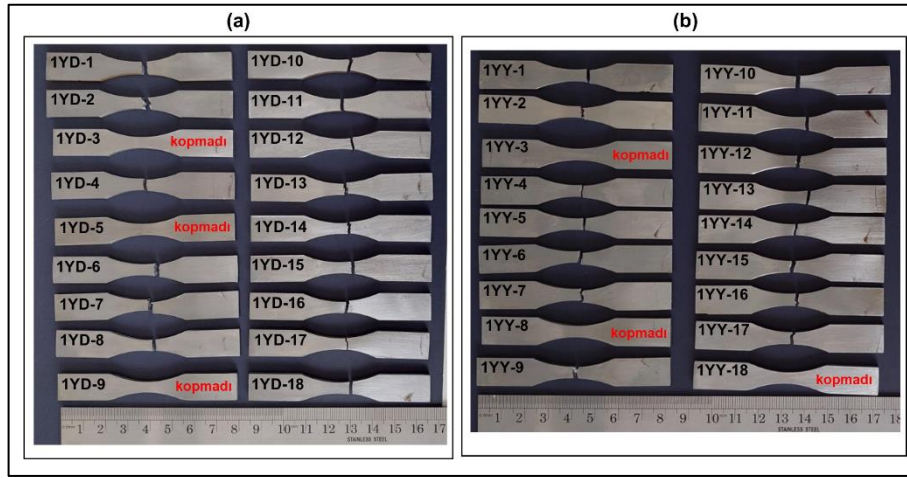 (a)
(b)
1YD-1
1YD-2
1YD-3 kopmadı
1YD-4
1YD-5 kopmadı
1YD-6
1YD-7
1YD-8
1YD-9 kopmadı
1YD-10
1YD-11
1YD-12
1YD-13
1YD-14
1YD-15
1YD-16
1YD-17
1YD-18
1 2 3 4 5 6 7 8 9 10 11 12 13 14 15 16 17
STAINLESS STEEL
1YY-1
1YY-2
1YY-3 kopmadı
1YY-4
1YY-5
1YY-6
1YY-7
1YY-8 kopmadı
1YY-9
1YY-10
1YY-11
1YY-12
1YY-13
1YY-14
1YY-15
1YY-16
1YY-17
1YY-18 kopmadı
1 2 3 4 5 6 7 8 9 10 11 12 13 14 15 16 17 18
STAINLESS STEEL